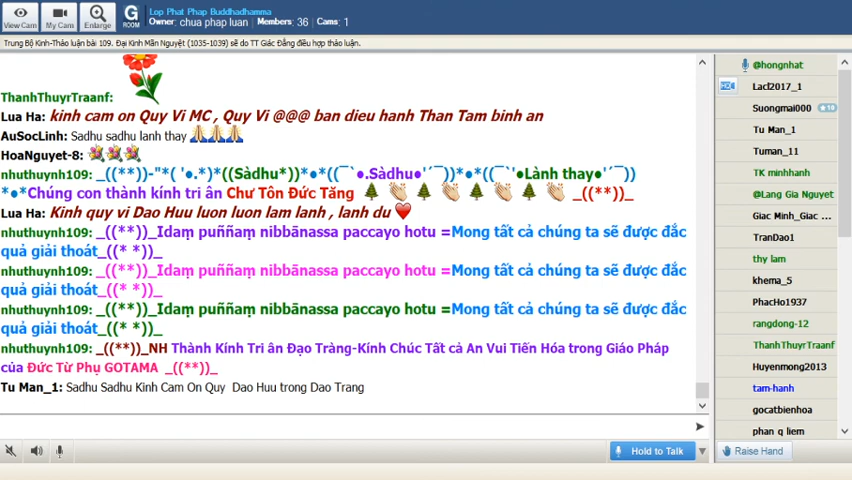 View Cam
My Cam
Enlarge
G ROOM
Lop Phat Phap Buddhadhamma
Owner: chua phap luan Members: 36 Cams: 1
Trung Bộ Kinh-Thảo luận bài 109. Đại Kinh Mãn Nguyệt (1035-1039) sẽ do TT Giác Đẳng điều hợp thảo luận.
ThanhThuyrTraanf:
Lua Ha: kinh cam on Quy Vi MC , Quy Vi @@@ ban dieu hanh Than Tam binh an
AuSocLinh: Sadhu sadhu lanh thay
HoaNguyet-8:
nhuthuynh109: _((**))-"*( '●.*)*((Sàdhu*))*●*((¯`●.Sàdhu●'´¯))*●*((¯`'●Lành thay●'´¯))
*●*Chúng con thành kính tri ân Chư Tôn Đức Tăng _((**))_
Lua Ha: Kinh quy vi Dao Huu luon luon lam lanh , lanh du
nhuthuynh109: _((**))_Idaṃ puññaṃ nibbānassa paccayo hotu =Mong tất cả chúng ta sẽ được đắc
quả giải thoát_((* *))_
nhuthuynh109: _((**))_Idaṃ puññaṃ nibbānassa paccayo hotu =Mong tất cả chúng ta sẽ được đắc
quả giải thoát_((* *))_
nhuthuynh109: _((**))_Idaṃ puññaṃ nibbānassa paccayo hotu =Mong tất cả chúng ta sẽ được đắc
quả giải thoát_((* *))_
nhuthuynh109: _((**))_NH Thành Kính Tri ân Đạo Tràng-Kính Chúc Tất cả An Vui Tiến Hóa trong Giáo Pháp
của Đức Từ Phụ GOTAMA _((**))_
Tu Man_1: Sadhu Sadhu Kinh Cam On Quy Dao Huu trong Dao Trang
Hold to Talk
@hongnhat
Lacl2017_1
Suongmai000
Tu Man_1
Tuman_11
TK minhhanh
@Lang Gia Nguyet
Giac Minh_Giac ...
TranDao1
thy lam
khema_5
PhacHo1937
rangdong-12
ThanhThuyrTraanf
Huyenmong2013
tam-hanh
gocatbienhoa
phan q liem
Raise Hand